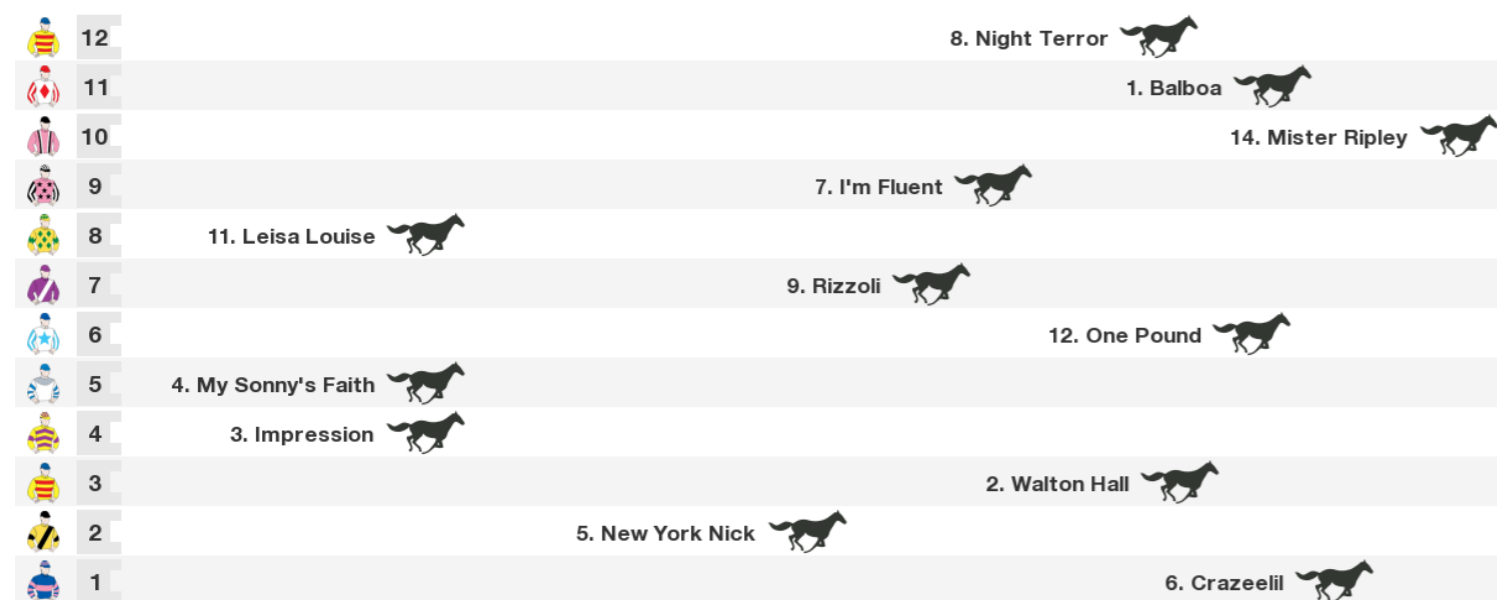 12 8. Night Terror
11 1. Balboa
10 14. Mister Ripley
9 7. I'm Fluent
8 11. Leisa Louise
7 9. Rizzoli
6 12. One Pound
5 4. My Sonny's Faith
4 3. Impression
3 2. Walton Hall
2 5. New York Nick
1 6. Crazeelil